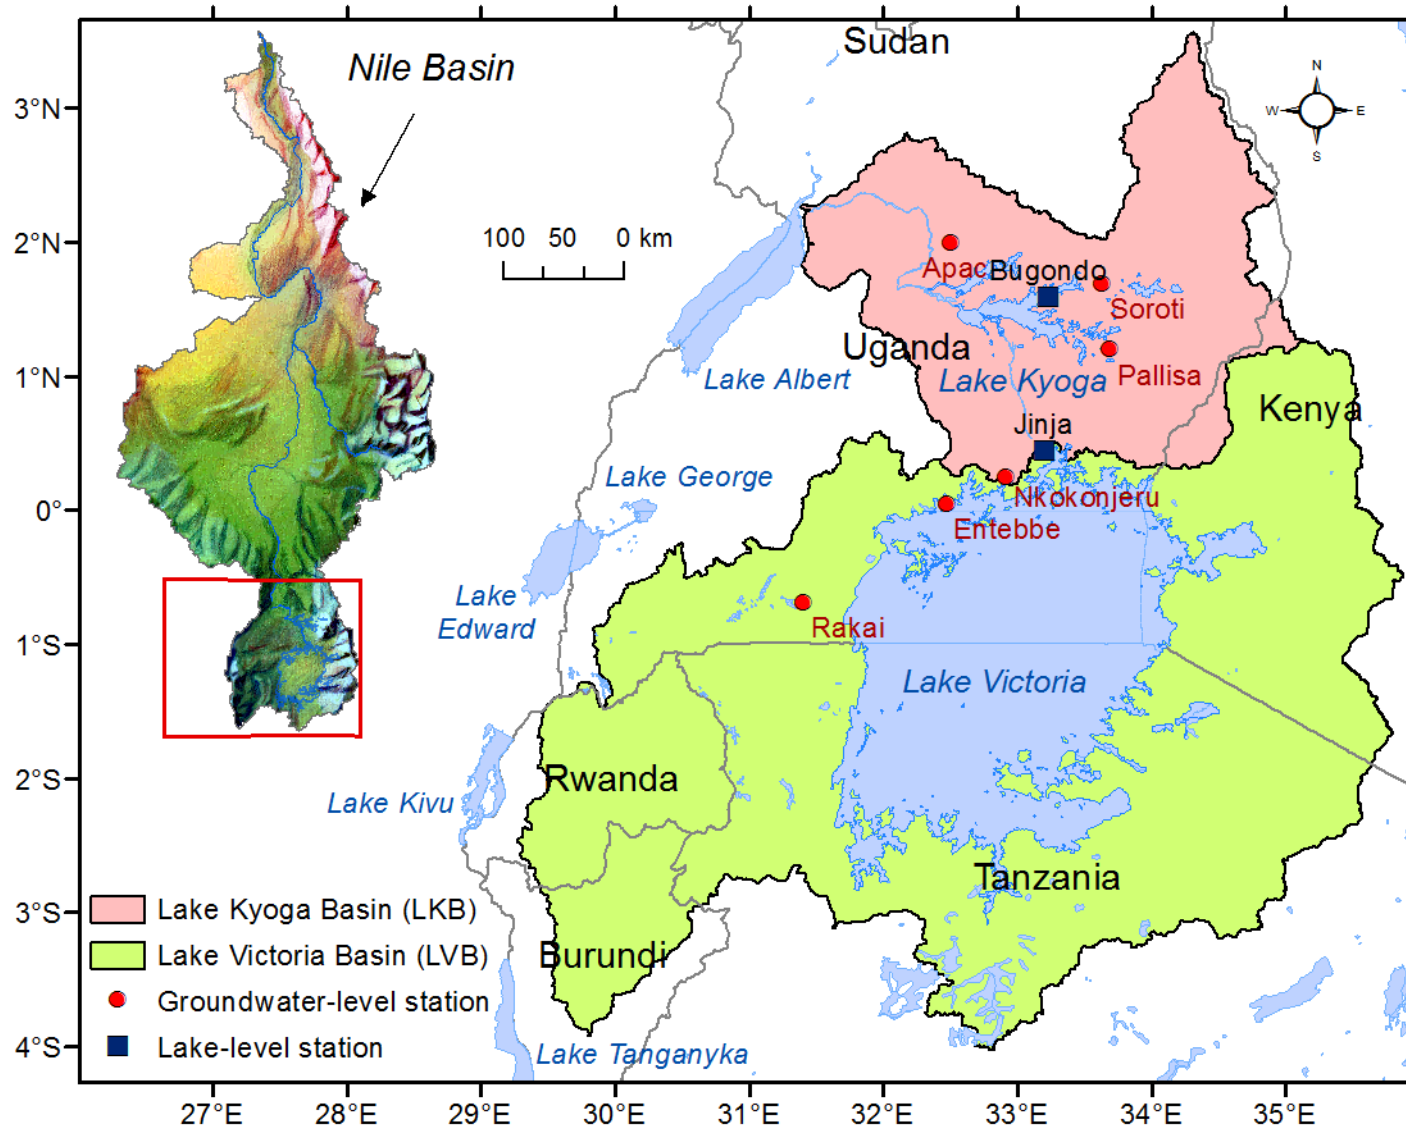 Sudan
Nile Basin
N
W
E
S
3°N
2°N
1°N
0°
1°S
2°S
3°S
4°S
100 50 0 km
Apac
Bugondo
Soroti
Uganda
Lake Albert
Lake Kyoga
Pallisa
Kenya
Jinja
Lake George
Nkokonjeru
Entebbe
Lake
Edward
Rakai
Lake Victoria
Rwanda
Lake Kivu
Tanzania
Burundi
Lake Tanganyka
Lake Kyoga Basin (LKB)
Lake Victoria Basin (LVB)
Groundwater-level station
Lake-level station
27°E 28°E 29°E 30°E 31°E 32°E 33°E 34°E 35°E